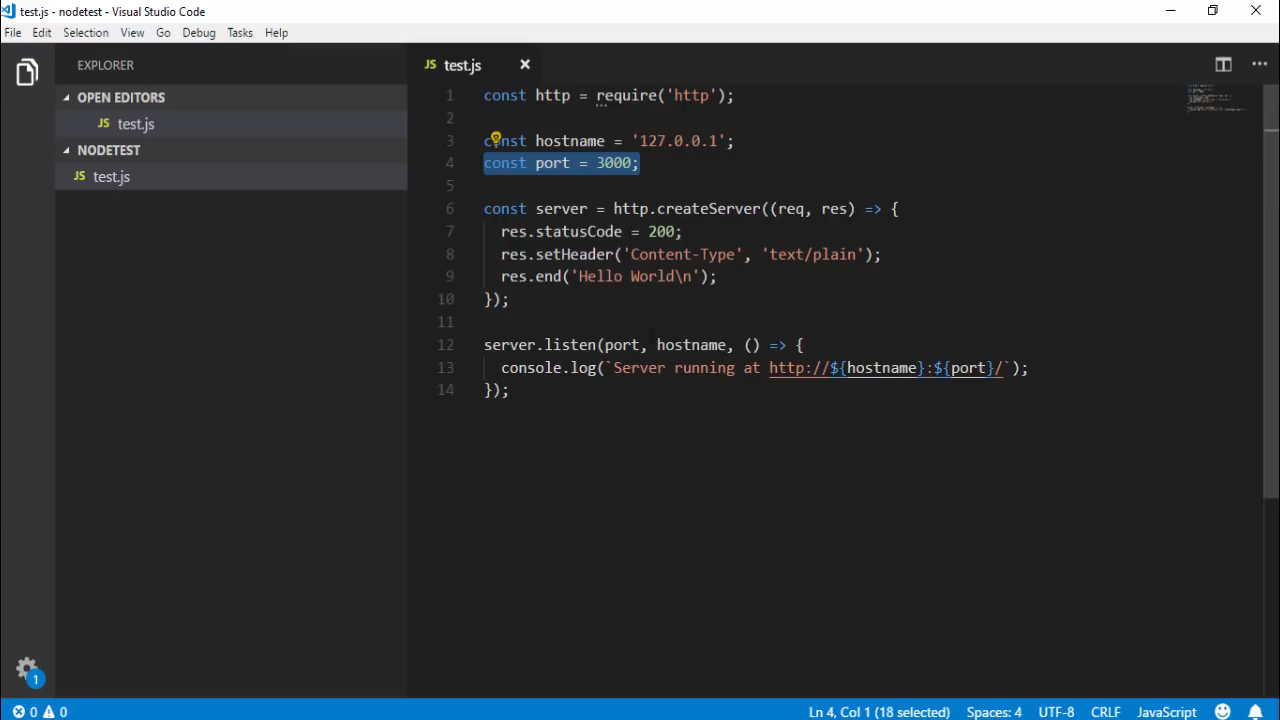 test.js - nodetest - Visual Studio Code
File Edit Selection View Go Debug Tasks Help
EXPLORER
OPEN EDITORS
JS test.js
NODETEST
JS test.js
JS test.js
1 const http = require('http');
2
3 const hostname = '127.0.0.1';
4 const port = 3000;
5
6 const server = http.createServer((req, res) => {
7 res.statusCode = 200;
8 res.setHeader('Content-Type', 'text/plain');
9 res.end('Hello World\n');
10 });
11
12 server.listen(port, hostname, () => {
13 console.log(`Server running at http://${hostname}:${port}/`);
14 });
1
0 0 Ln 4, Col 1 (18 selected) Spaces: 4 UTF-8 CRLF JavaScript